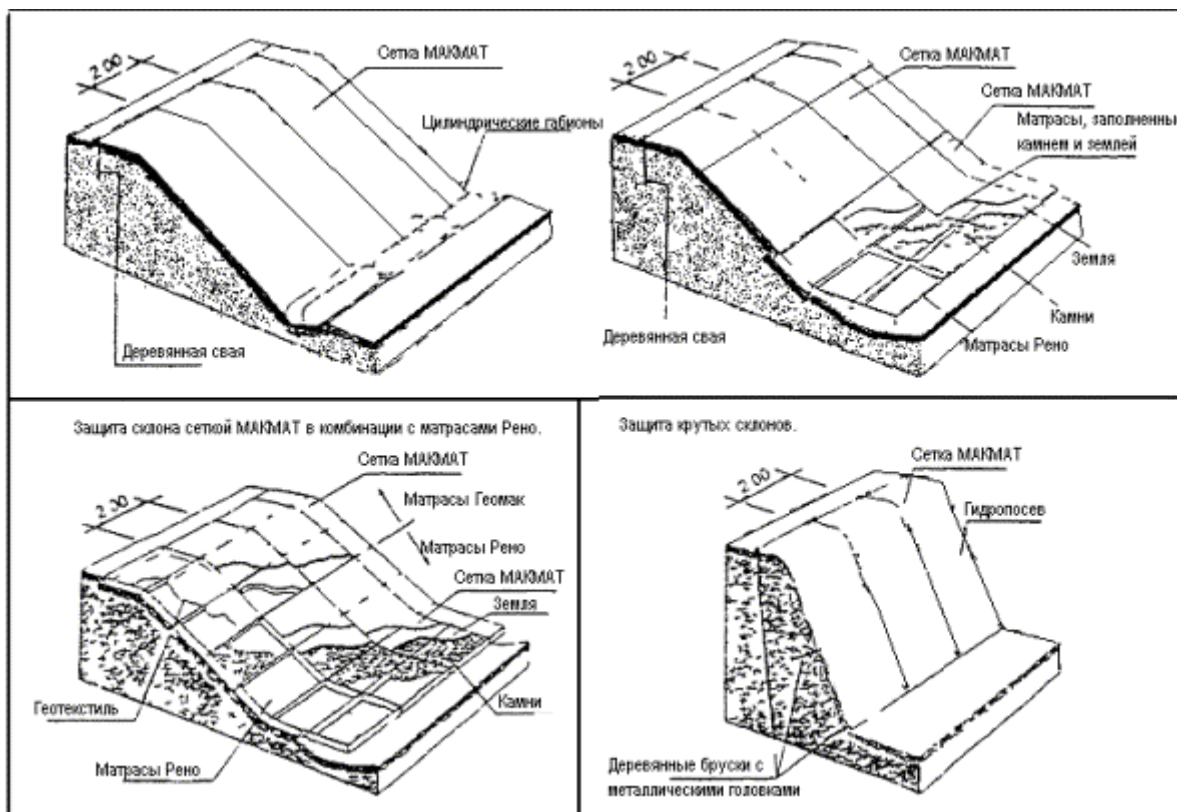 2.00
Сетка МАКМАТ
Цилиндрические габионы
Деревянная свая
2.00
Сетка МАКМАТ
Сетка МАКМАТ
Матрасы, заполненны
камнем и землей
Земля
Камни
Матрасы Рено
Деревянная свая
Защита склона сеткой МАКМАТ в комбинации с матрасами Рено.
2.00
Сетка МАКМАТ
Матрасы Геомак
Матрасы Рено
Сетка МАКМАТ
Земля
Камни
Геотекстиль
Матрасы Рено
Защита крутых склонов.
2.00
Сетка МАКМАТ
Гидропосев
Деревянные бруски с
металлическими головками